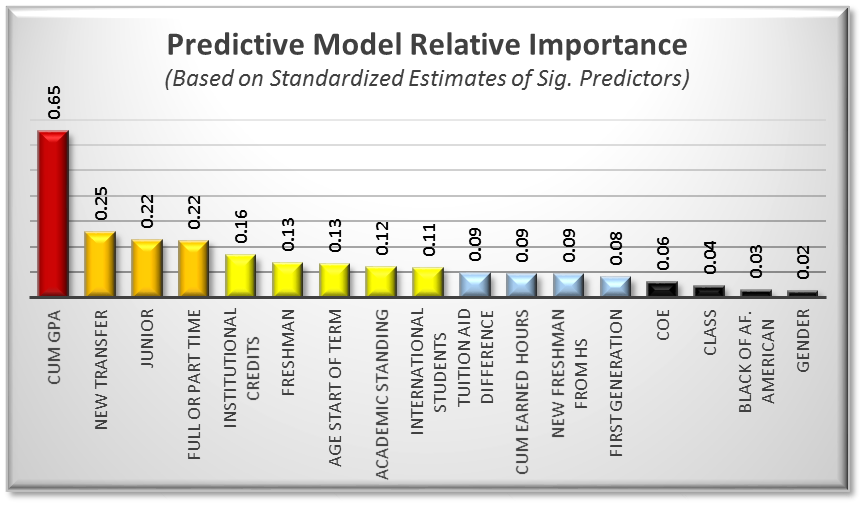 Predictive Model Relative Importance
(Based on Standardized Estimates of Sig. Predictors)
0.65
0.25
0.22
0.22
0.16
0.13
0.13
0.12
0.11
0.09
0.09
0.09
0.08
0.06
0.04
0.03
0.02
CUM GPA
NEW TRANSFER
JUNIOR
FULL OR PART TIME
INSTITUTIONAL
CREDITS
FRESHMAN
AGE START OF TERM
ACADEMIC STANDING
INTERNATIONAL
STUDENTS
TUITION AID
DIFFERENCE
CUM EARNED HOURS
NEW FRESHMAN
FROM HS
FIRST GENERATION
COE
CLASS
BLACK OF AF.
AMERICAN
GENDER